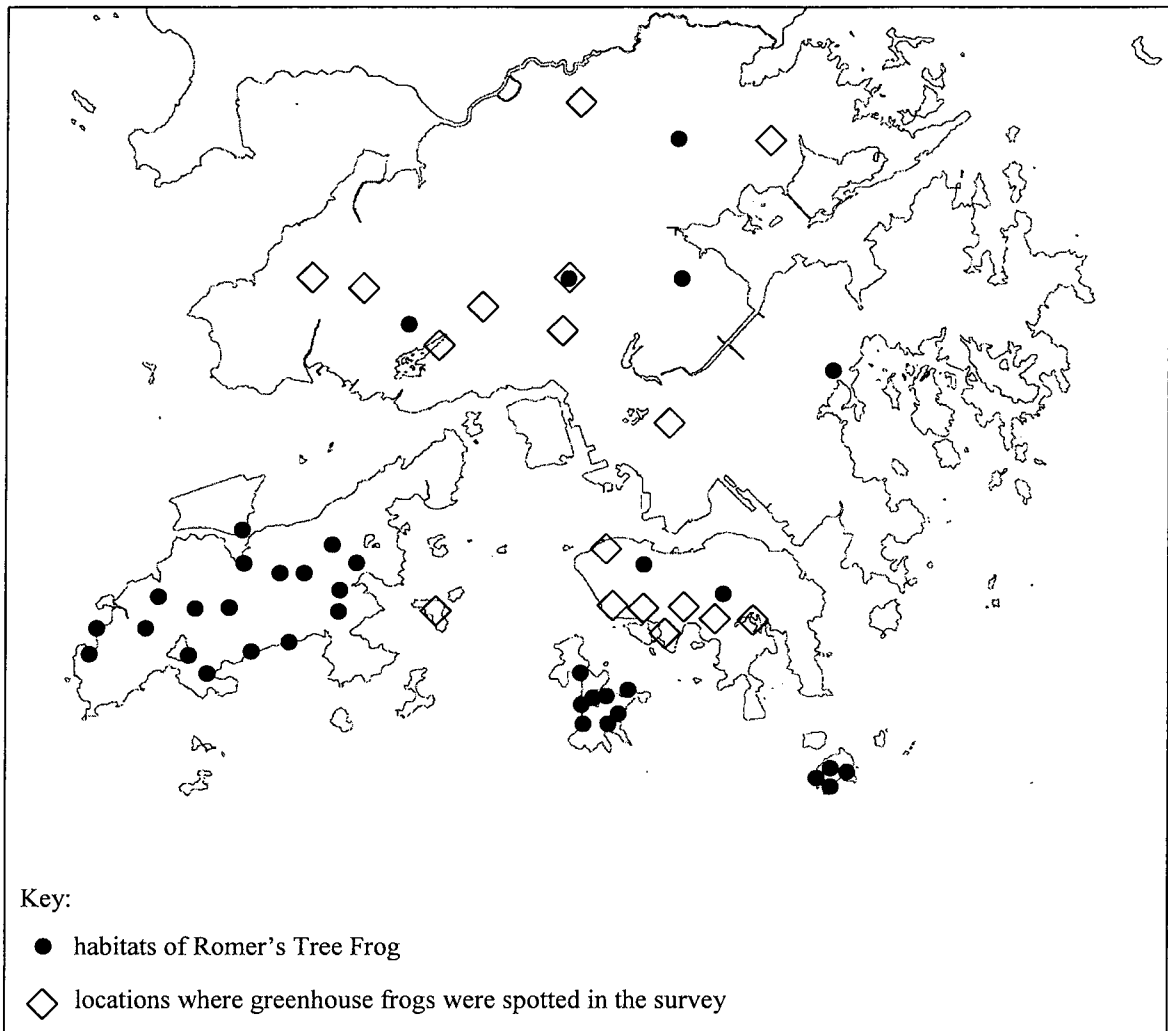 Key:
habitats of Romer's Tree Frog
locations where greenhouse frogs were spotted in the survey